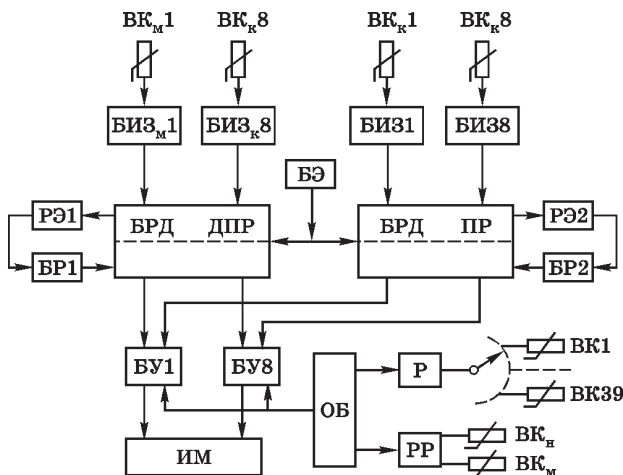 ВКм1 ВКк8 ВКк1 ВКк8
БИЗм1 БИЗк8 БИЗ1 БИЗ8
БЭ
РЭ1 БРД ДПР БРД ПР РЭ2
БР1 БР2
БУ1 БУ8 ОБ Р ВК1
ВК39
ИМ РР ВКн
ВКм